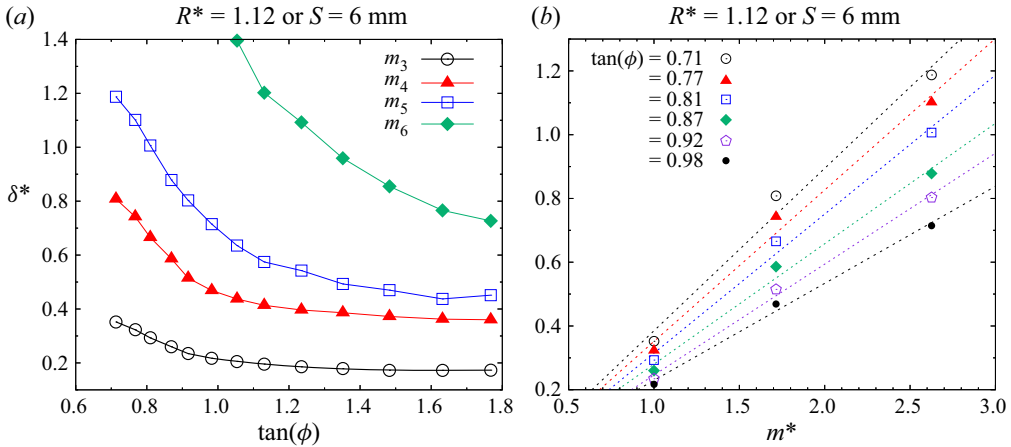 (a) R* = 1.12 or S = 6 mm
1.4
1.2
1.0
0.8
0.6
0.4
0.2
0
δ*
m3
m4
m5
m6
0.6 0.8 1.0 1.2 1.4 1.6 1.8
tan(ϕ)
(b) R* = 1.12 or S = 6 mm
1.2
1.0
0.8
0.6
0.4
0.2
tan(ϕ) = 0.71
= 0.77
= 0.81
= 0.87
= 0.92
= 0.98
0.5 1.0 1.5 2.0 2.5 3.0
m*